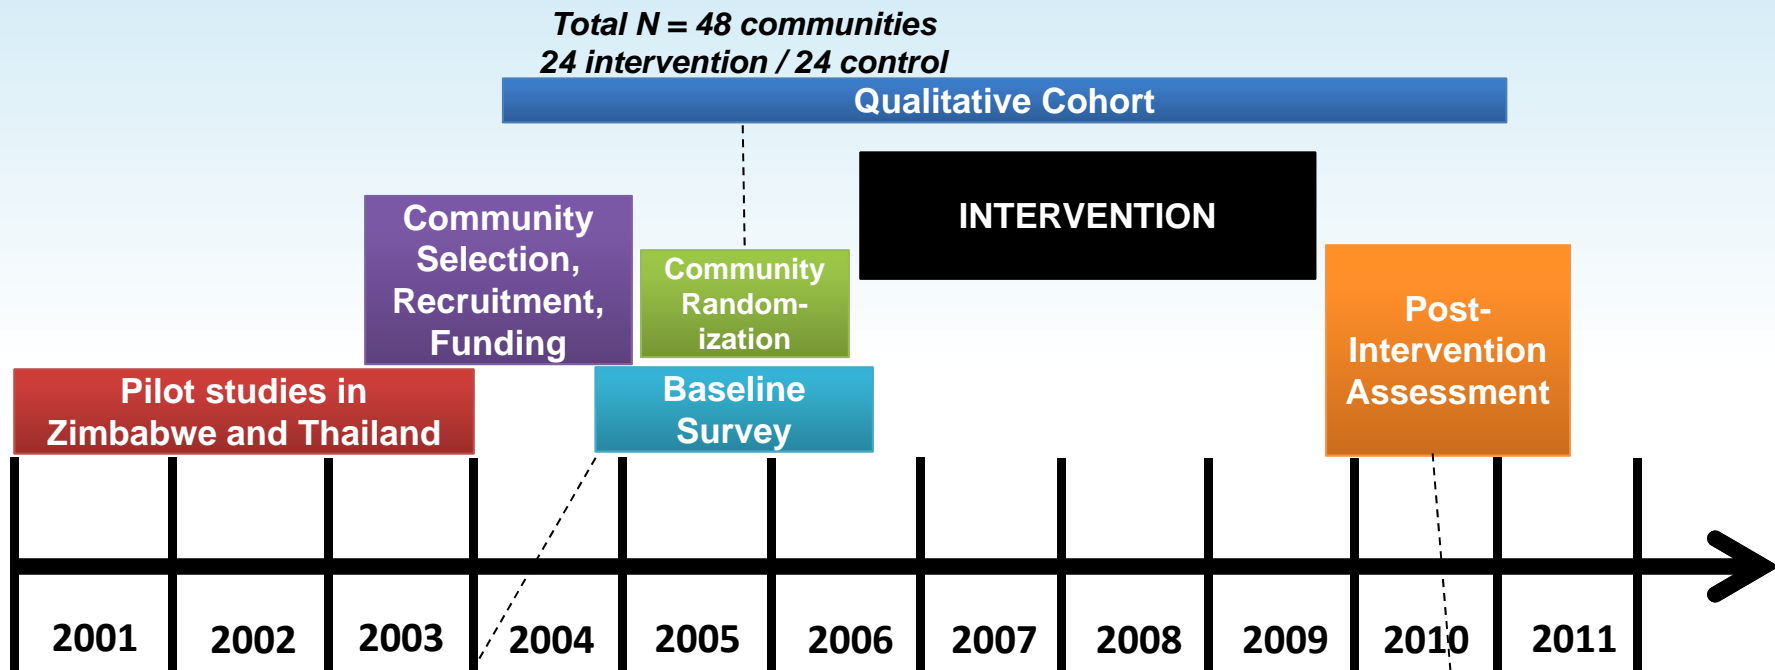 Total N = 48 communities
24 intervention / 24 control
Qualitative Cohort
INTERVENTION
Community
Selection,
Recruitment,
Funding
Community
Random-
ization
Post-
Intervention
Assessment
Pilot studies in
Zimbabwe and Thailand
Baseline
Survey
2001 2002 2003 2004 2005 2006 2007 2008 2009 2010 2011